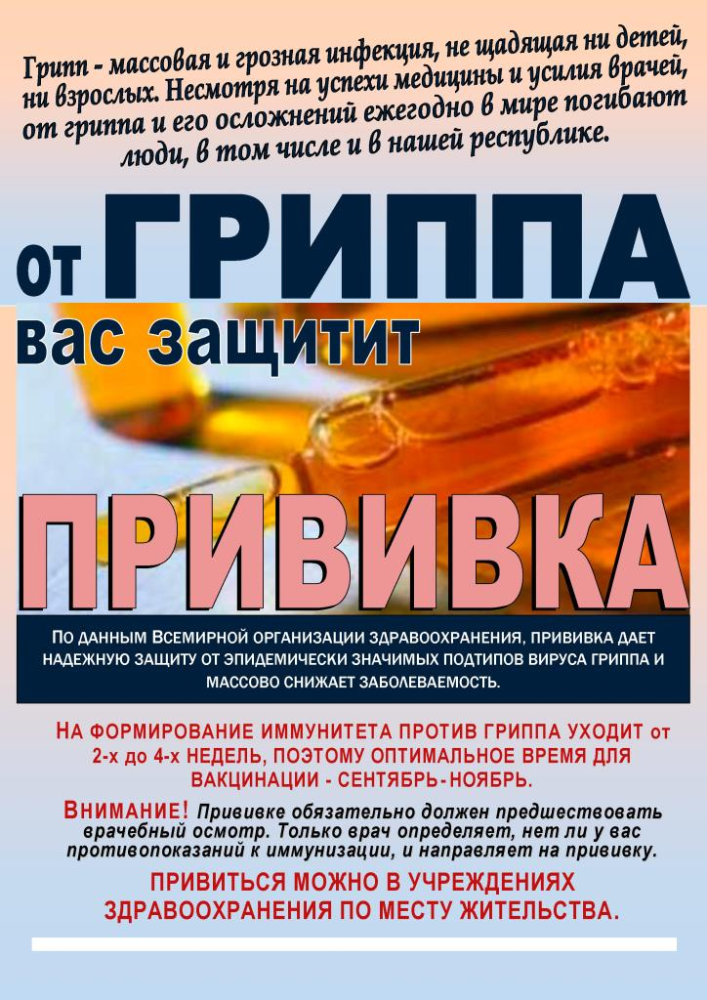 Грипп - массовая и грозная инфекция, не щадящая ни детей,
ни взрослых. Несмотря на успехи медицины и усилия врачей,
от гриппа и его осложнений ежегодно в мире погибают
люди, в том числе и в нашей республике.
от ГРИППА
вас защитит
ПРИВИВКА
По данным Всемирной организации здравоохранения, прививка дает
надежную защиту от эпидемически значимых подтипов вируса гриппа и
массово снижает заболеваемость.
На формирование иммунитета против гриппа уходит от
2-х до 4-х НЕДЕЛЬ, ПОЭТОМУ ОПТИМАЛЬНОЕ ВРЕМЯ ДЛЯ
ВАКЦИНАЦИИ - СЕНТЯБРЬ-НОЯБРЬ.
Внимание! Прививке обязательно должен предшествовать
врачебный осмотр. Только врач определяет, нет ли у вас
противопоказаний к иммунизации, и направляет на прививку.
ПРИВИТЬСЯ МОЖНО В УЧРЕЖДЕНИЯХ
ЗДРАВООХРАНЕНИЯ ПО МЕСТУ ЖИТЕЛЬСТВА.